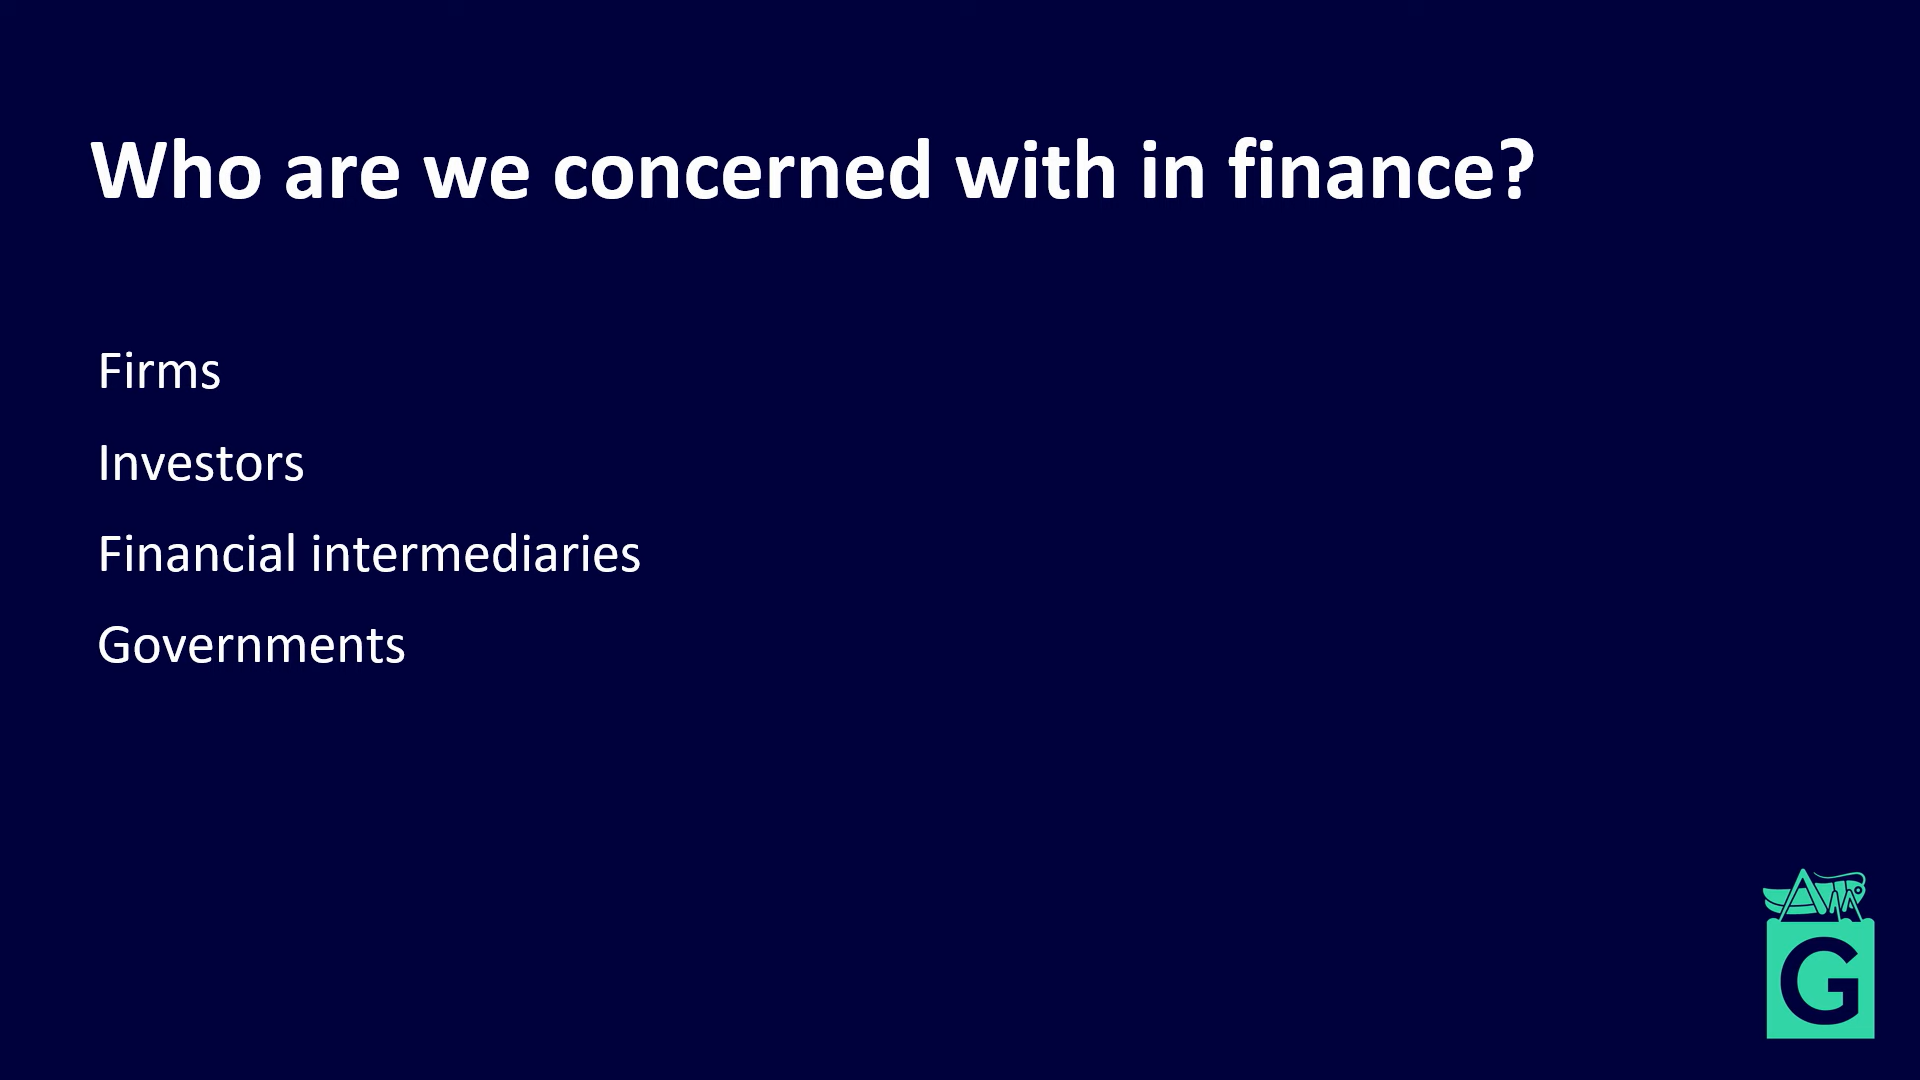 Who are we concerned with in finance?
Firms
Investors
Financial intermediaries
Governments
G